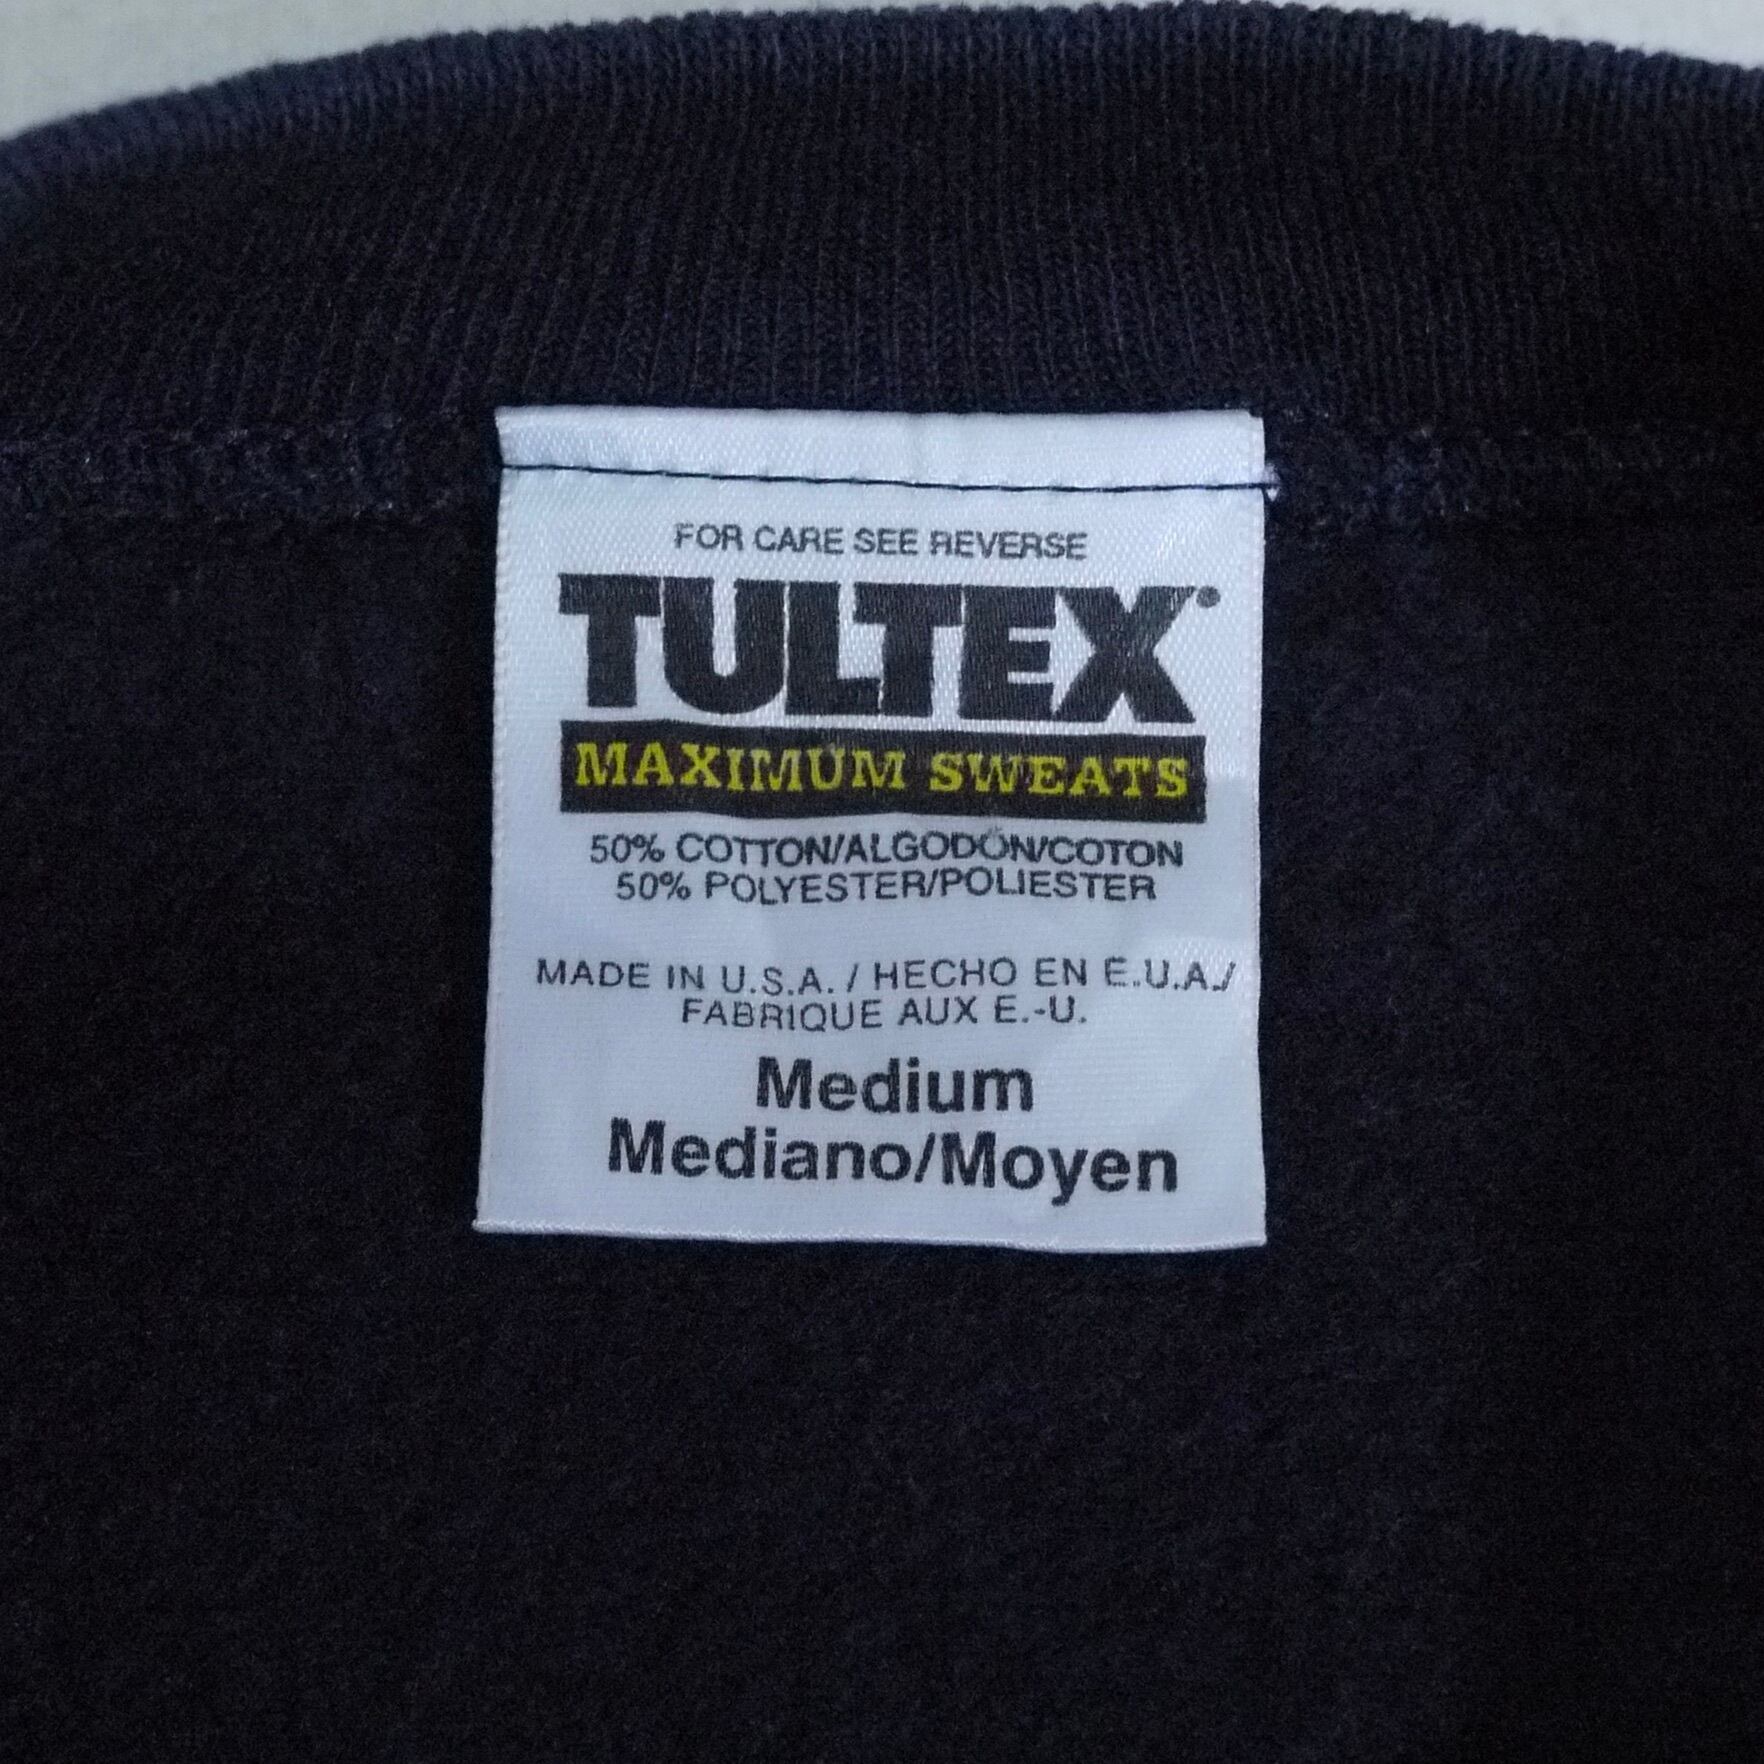 FOR CARE SEE REVERSE
TULTEX®
MAXIMUM SWEATS
50% COTTON/ALGODÓN/COTON
50% POLYESTER/POLIESTER
MADE IN U.S.A. / HECHO EN E.U.A./
FABRIQUE AUX E.-U.
Medium
Mediano/Moyen